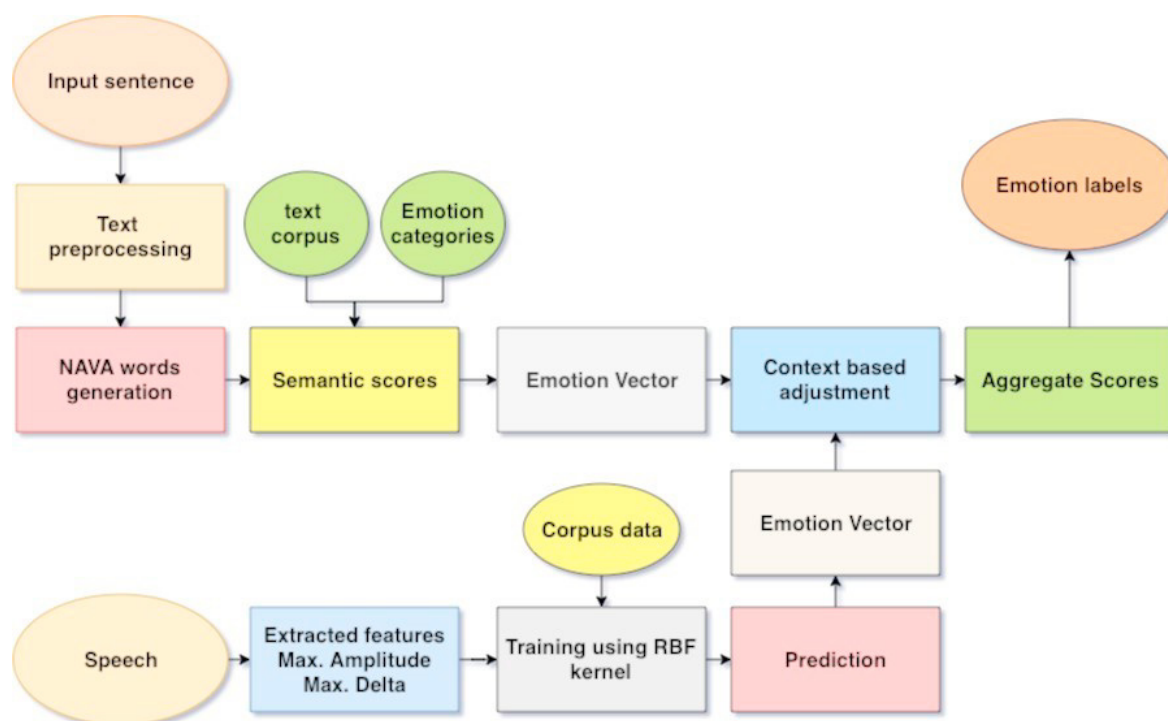 Input sentence
Text
preprocessing
text
corpus
Emotion
categories
Emotion labels
NAVA words
generation
Semantic scores
Emotion Vector
Context based
adjustment
Aggregate Scores
Emotion Vector
Corpus data
Speech
Extracted features
Max. Amplitude
Max. Delta
Training using RBF
kernel
Prediction